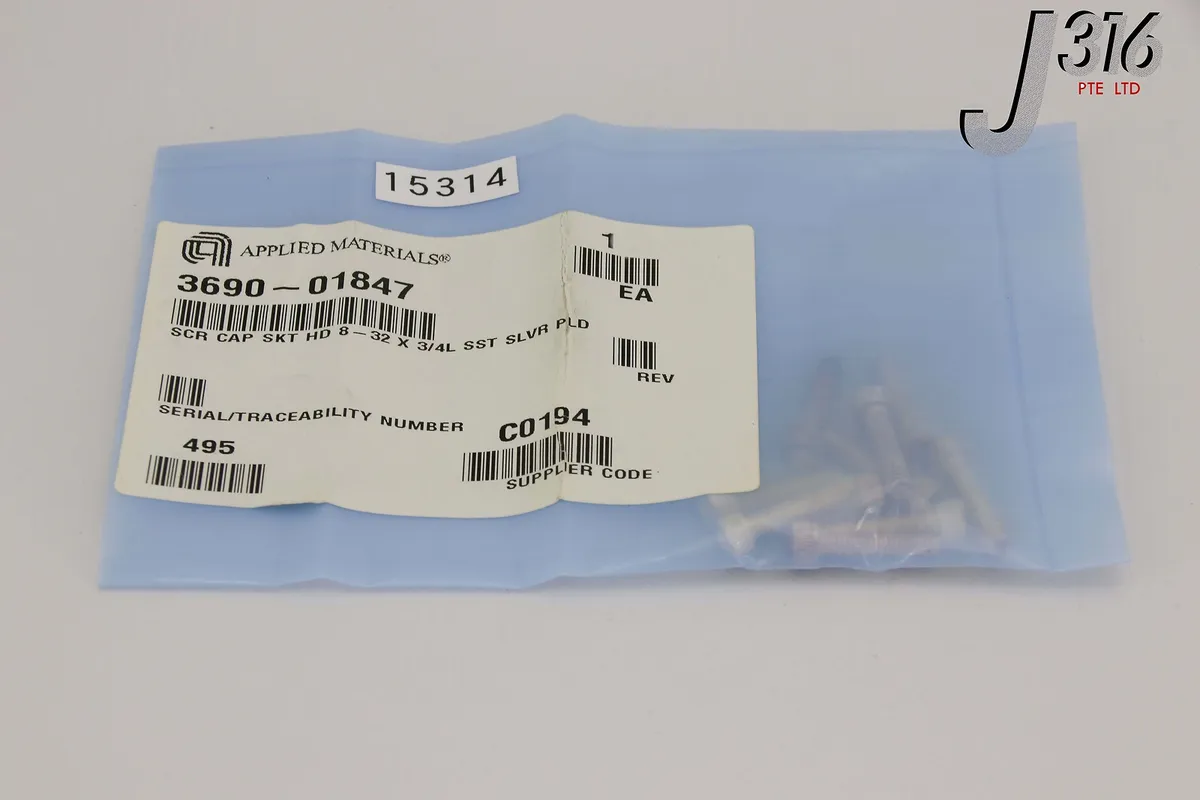 J316
PTE LTD
15314
APPLIED MATERIALS®
3690-01847
SCR CAP SKT HD 8-32 X 3/4L SST SLVR PLD
1
EA
REV
SERIAL/TRACEABILITY NUMBER
495
C0194
SUPPLIER CODE